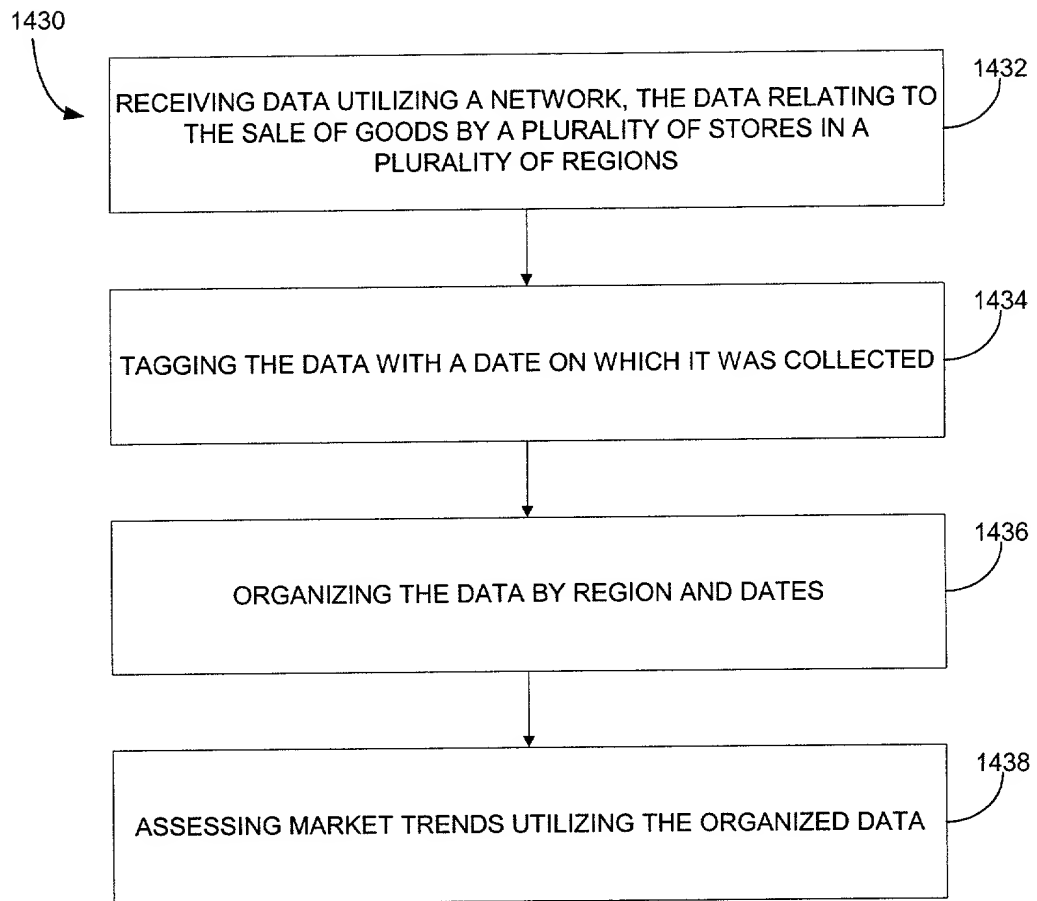 1430
1432
RECEIVING DATA UTILIZING A NETWORK, THE DATA RELATING TO
THE SALE OF GOODS BY A PLURALITY OF STORES IN A
PLURALITY OF REGIONS
1434
TAGGING THE DATA WITH A DATE ON WHICH IT WAS COLLECTED
1436
ORGANIZING THE DATA BY REGION AND DATES
1438
ASSESSING MARKET TRENDS UTILIZING THE ORGANIZED DATA